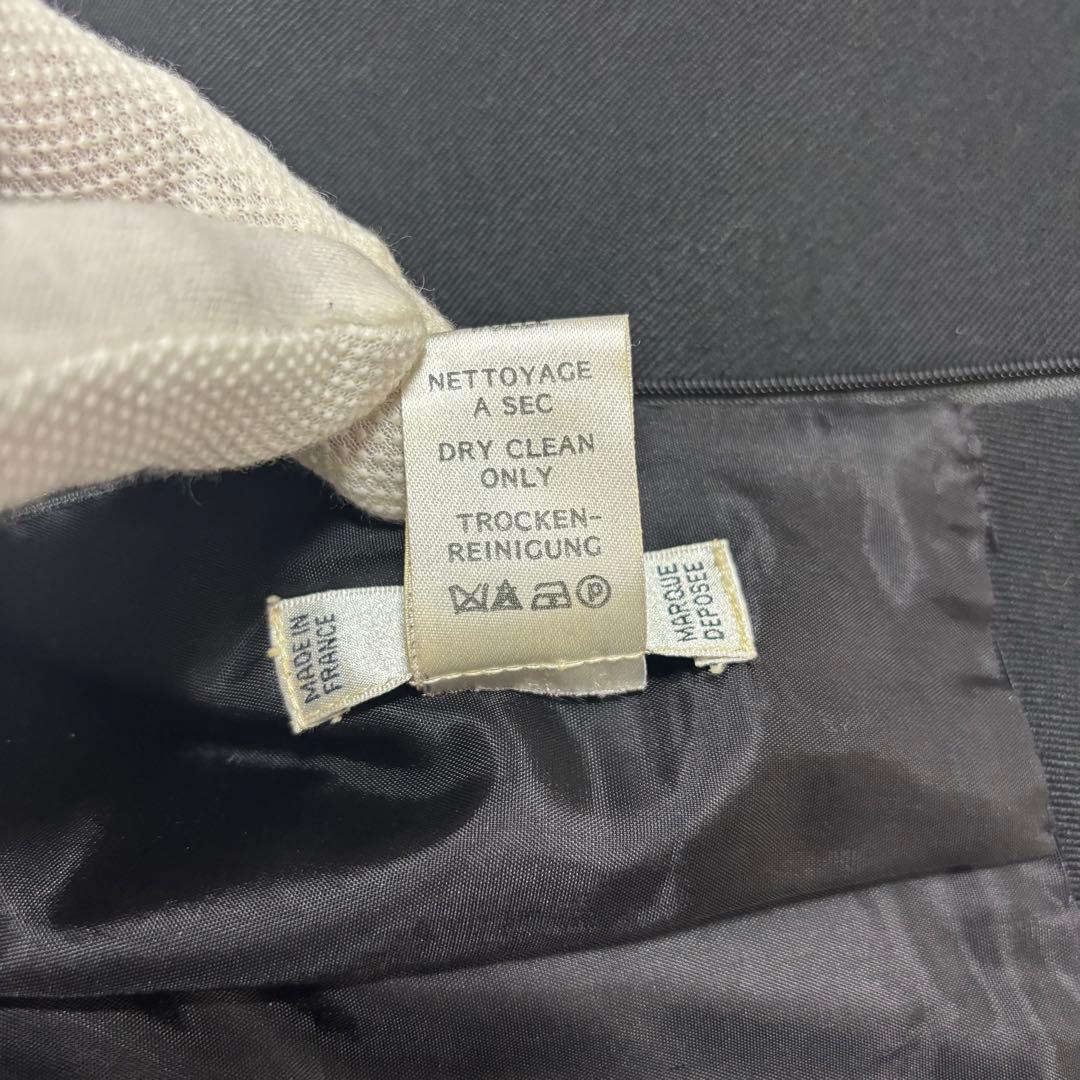 NETTOYAGE
A SEC
DRY CLEAN
ONLY
TROCKEN-
REINIGUNG
P
MADE IN
FRANCE
MARQUE
DEPOSEE